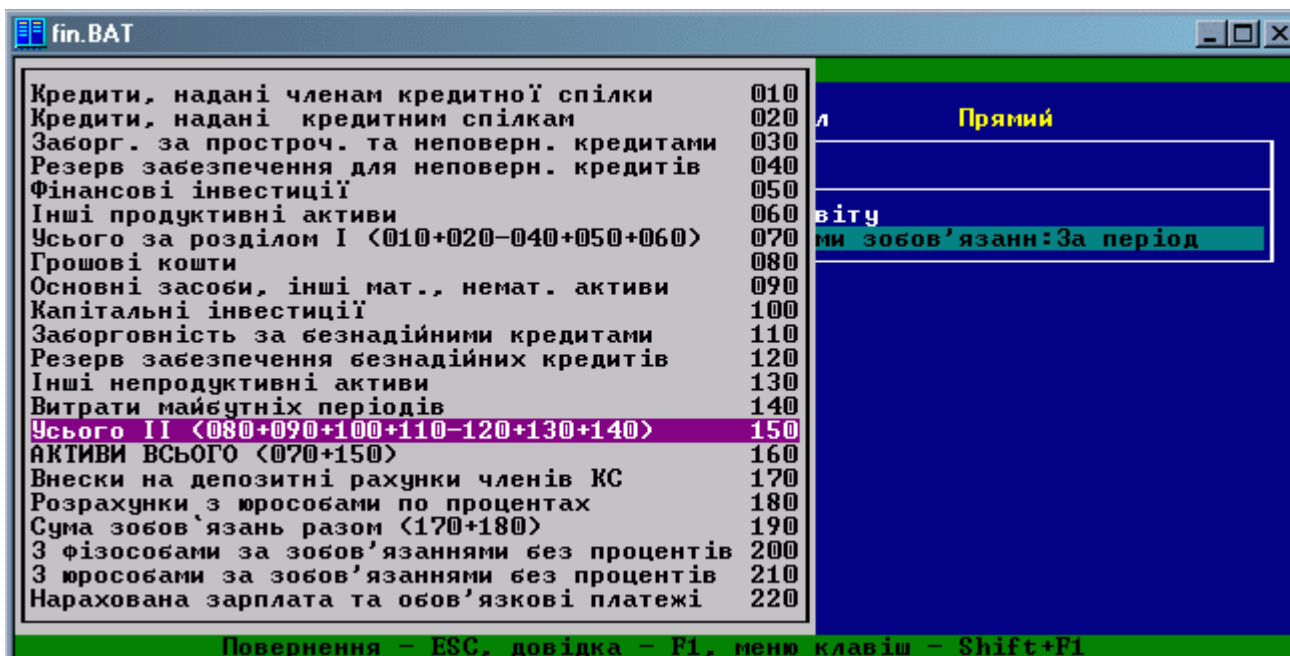 fin.BAT
Кредити, надані членам кредитної спілки 010
Кредити, надані кредитним спілкам 020
Заборг. за простроч. та неповерн. кредитами 030
Резерв забезпечення для неповерн. кредитів 040
Фінансові інвестиції 050
Інші продуктивні активи 060
Усього за розділом I (010+020-040+050+060) 070
Грошові кошти 080
Основні засоби, інші мат., немат. активи 090
Капітальні інвестиції 100
Заборговність за безнадійними кредитами 110
Резерв забезпечення безнадійних кредитів 120
Інші непродуктивні активи 130
Витрати майбутніх періодів 140
Усього II (080+090+100+110-120+130+140) 150
АКТИВИ ВСЬОГО (070+150) 160
Внески на депозитні рахунки членів КС 170
Розрахунки з юрособами по процентах 180
Сума зобов`язань разом (170+180) 190
З фізособами за зобов'язаннями без процентів 200
З юрособами за зобов'язаннями без процентів 210
Нарахована зарплата та обов'язкові платежі 220
л Прямий
віту
ми зобов'язанн:За період
Повернення - ESC, довідка - F1, меню клавіш - Shift+F1